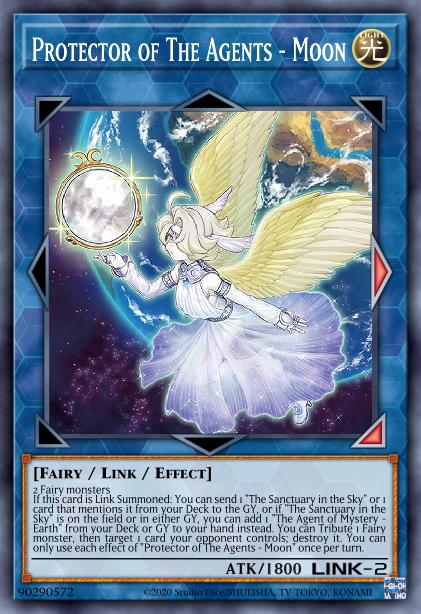 PROTECTOR OF THE AGENTS - MOON
LIGHT
光
[FAIRY / LINK / EFFECT]
2 Fairy monsters
If this card is Link Summoned: You can send 1 "The Sanctuary in the Sky" or 1
card that mentions it from your Deck to the GY, or if "The Sanctuary in the
Sky" is on the field or in either GY, you can add 1 "The Agent of Mystery -
Earth" from your Deck or GY to your hand instead. You can Tribute 1 Fairy
monster, then target 1 card your opponent controls; destroy it. You can
only use each effect of "Protector of The Agents - Moon" once per turn.
ATK/1800 LINK-2
90290572
©2020 Studio Dice/SHUEISHA, TV TOKYO, KONAMI